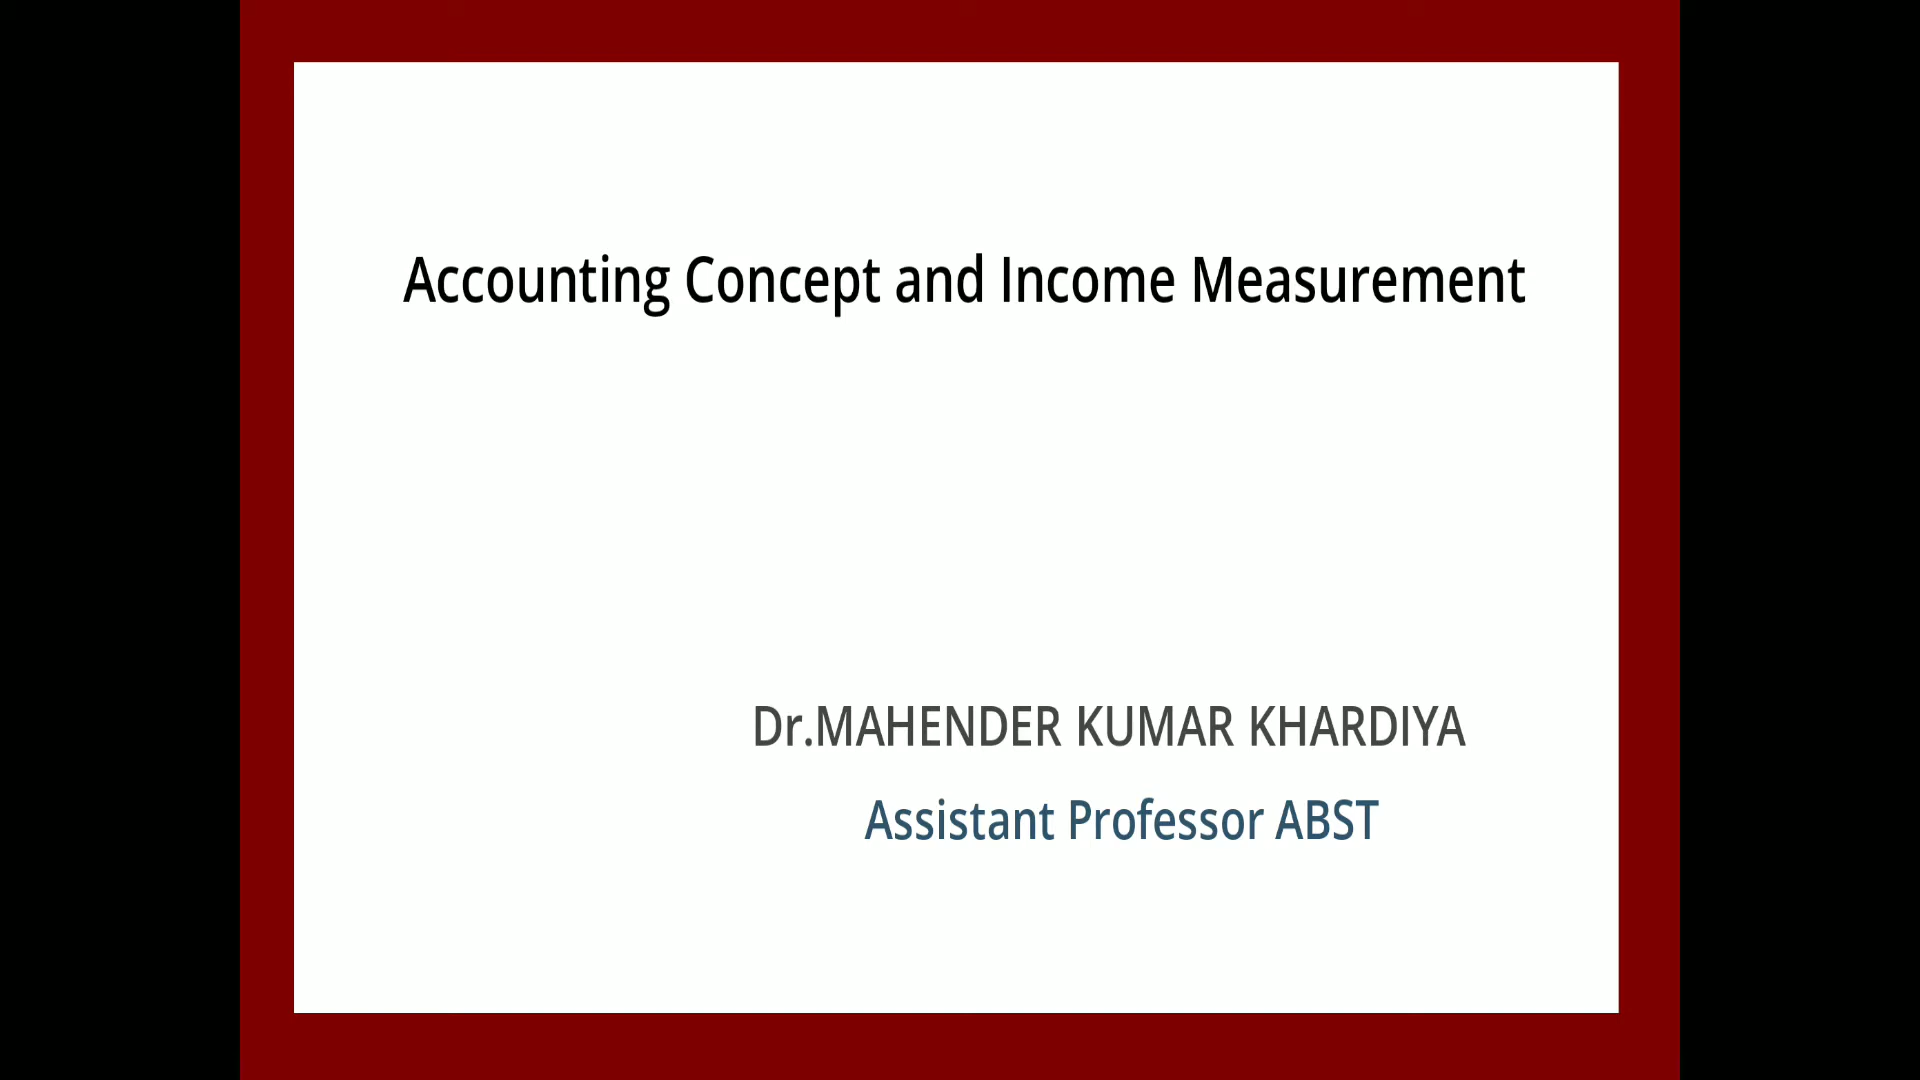 Accounting Concept and Income Measurement
Dr.MAHENDER KUMAR KHARDIYA
Assistant Professor ABST